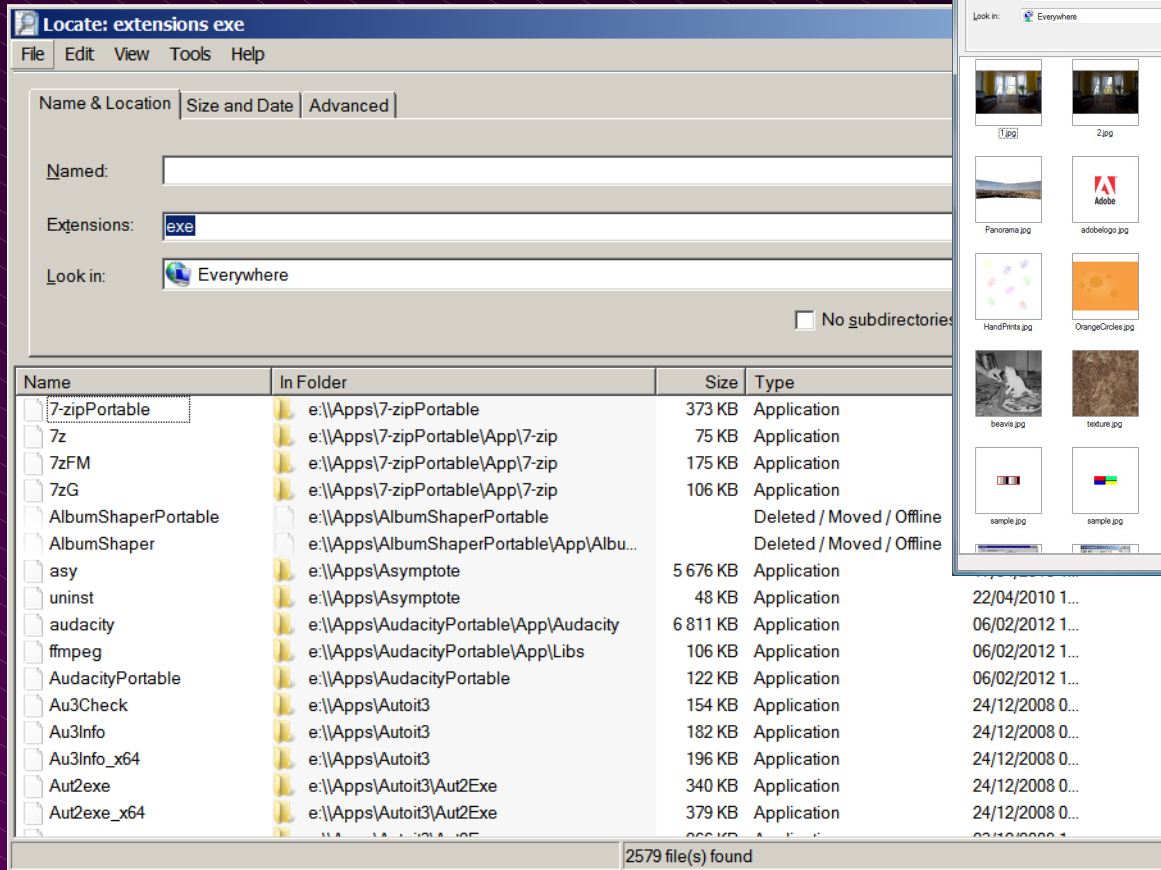 Locate: extensions exe
File Edit View Tools Help
Name & Location Size and Date Advanced
Named:
Extensions: exe
Look in: Everywhere
No subdirectories
Name In Folder Size Type
7-zipPortable e:\\Apps\7-zipPortable 373 KB Application
7z e:\\Apps\7-zipPortable\App\7-zip 75 KB Application
7zFM e:\\Apps\7-zipPortable\App\7-zip 175 KB Application
7zG e:\\Apps\7-zipPortable\App\7-zip 106 KB Application
AlbumShaperPortable e:\\Apps\AlbumShaperPortable Deleted / Moved / Offline
AlbumShaper e:\\Apps\AlbumShaperPortable\App\Albu... Deleted / Moved / Offline
asy e:\\Apps\Asymptote 5 676 KB Application
uninst e:\\Apps\Asymptote 48 KB Application 22/04/2010 1...
audacity e:\\Apps\AudacityPortable\App\Audacity 6 811 KB Application 06/02/2012 1...
ffmpeg e:\\Apps\AudacityPortable\App\Libs 106 KB Application 06/02/2012 1...
AudacityPortable e:\\Apps\AudacityPortable 122 KB Application 06/02/2012 1...
Au3Check e:\\Apps\Autoit3 154 KB Application 24/12/2008 0...
Au3Info e:\\Apps\Autoit3 182 KB Application 24/12/2008 0...
Au3Info_x64 e:\\Apps\Autoit3 196 KB Application 24/12/2008 0...
Aut2exe e:\\Apps\Autoit3\Aut2Exe 340 KB Application 24/12/2008 0...
Aut2exe_x64 e:\\Apps\Autoit3\Aut2Exe 379 KB Application 24/12/2008 0...
2579 file(s) found
Look in: Everywhere
1.jpg 2.jpg
Adobe
Panorama.jpg adobelogo.jpg
HandPrints.jpg OrangeCircles.jpg
beavis.jpg texture.jpg
sample.jpg sample.jpg